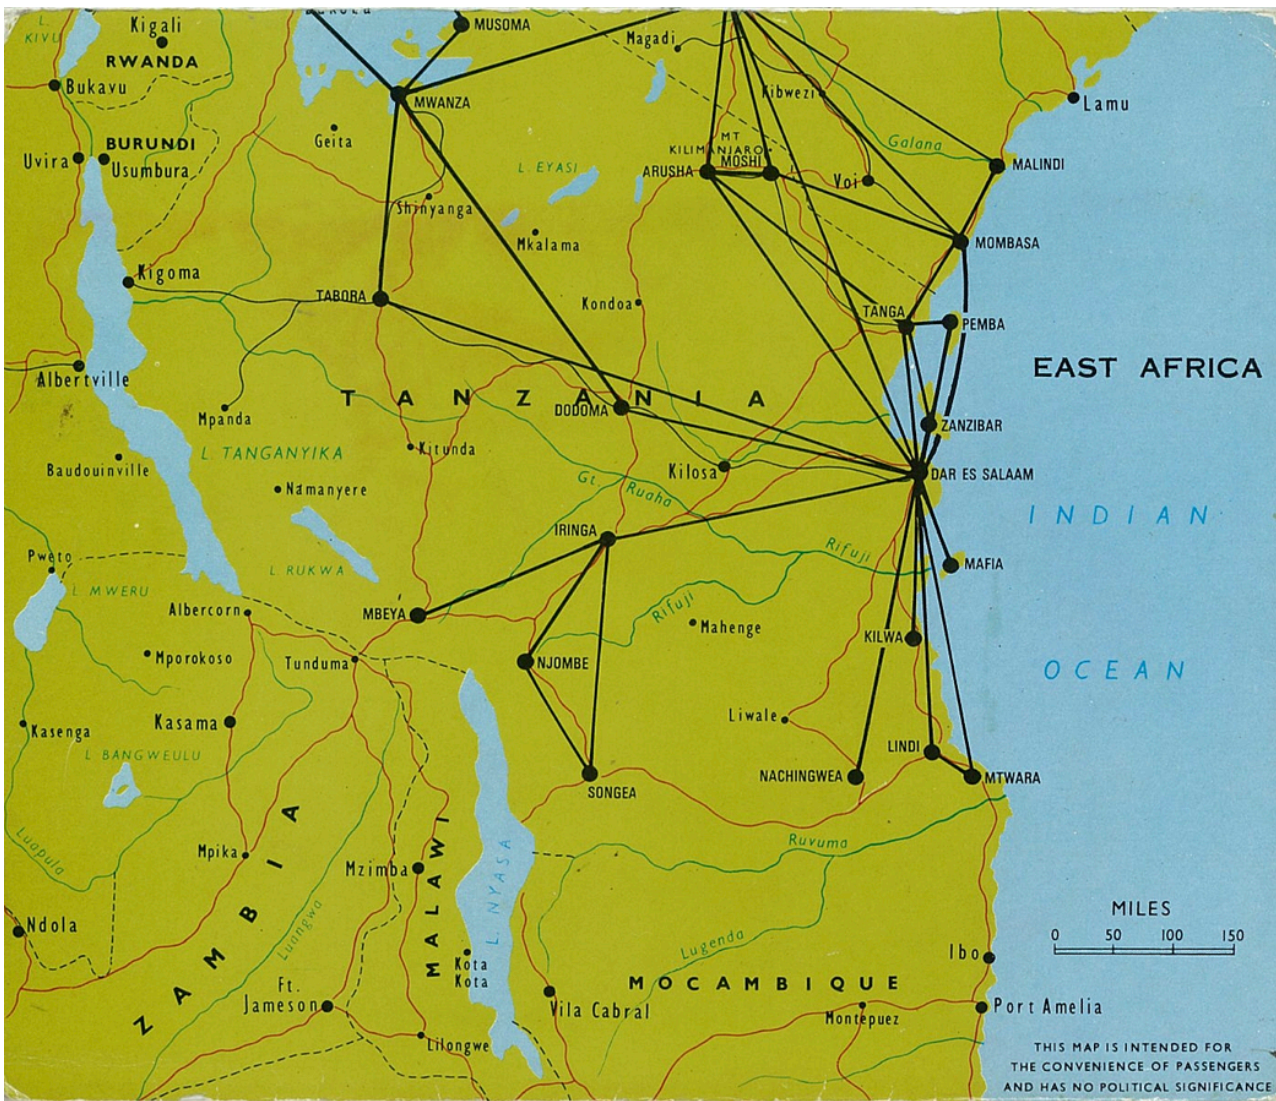 MUSOMA
Kigali
L.
KIVU
RWANDA
Magadi
Bukavu
MWANZA
Kibwezi
Lamu
Geita
BURUNDI
Uvira
Usumbura
MT
KILIMANJARO
Galana
L. EYASI
ARUSHA
MOSHI
Voi
MALINDI
Shinyanga
Mkalama
MOMBASA
Kigoma
TABORA
Kondoa
TANGA
PEMBA
EAST AFRICA
Albertville
TANZANIA
DODOMA
Mpanda
ZANZIBAR
L. TANGANYIKA
Kitunda
Baudouinville
Kilosa
DAR ES SALAAM
Namanyere
Gt. Ruaha
INDIAN
IRINGA
Rifuji
Pweto
L. RUKWA
MAFIA
L. MWERU
Albercorn
MBEYA
Rifuji
Mahenge
KILWA
Mporokoso
Tunduma
NJOMBE
OCEAN
Kasenga
Kasama
Liwale
L. BANGWEULU
LINDI
NACHINGWEA
MTWARA
SONGEA
Luapula
Mpika
Mzimba
MALAWI
L. NYASA
Ruvuma
ZAMBIA
Luangwa
Ndola
MILES
0 50 100 150
Lugenda
Ibo
Kota
Kota
MOCAMBIQUE
Ft.
Jameson
Vila Cabral
Montepuez
Port Amelia
Lilongwe
THIS MAP IS INTENDED FOR
THE CONVENIENCE OF PASSENGERS
AND HAS NO POLITICAL SIGNIFICANCE